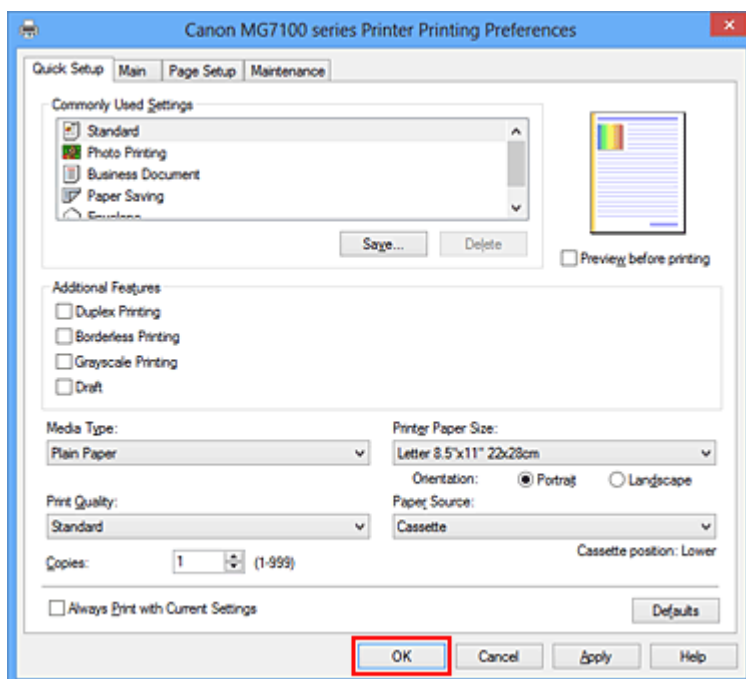 Canon MG7100 series Printer Printing Preferences
Quick Setup Main Page Setup Maintenance
Commonly Used Settings
Standard
Photo Printing
Business Document
Paper Saving
Envelope
Save... Delete
Preview before printing
Additional Features
Duplex Printing
Borderless Printing
Grayscale Printing
Draft
Media Type:
Plain Paper
Printer Paper Size:
Letter 8.5"x11" 22x28cm
Orientation: Portrait Landscape
Print Quality:
Standard
Paper Source:
Cassette
Copies: 1 (1-999)
Cassette position: Lower
Always Print with Current Settings
Defaults
OK Cancel Apply Help